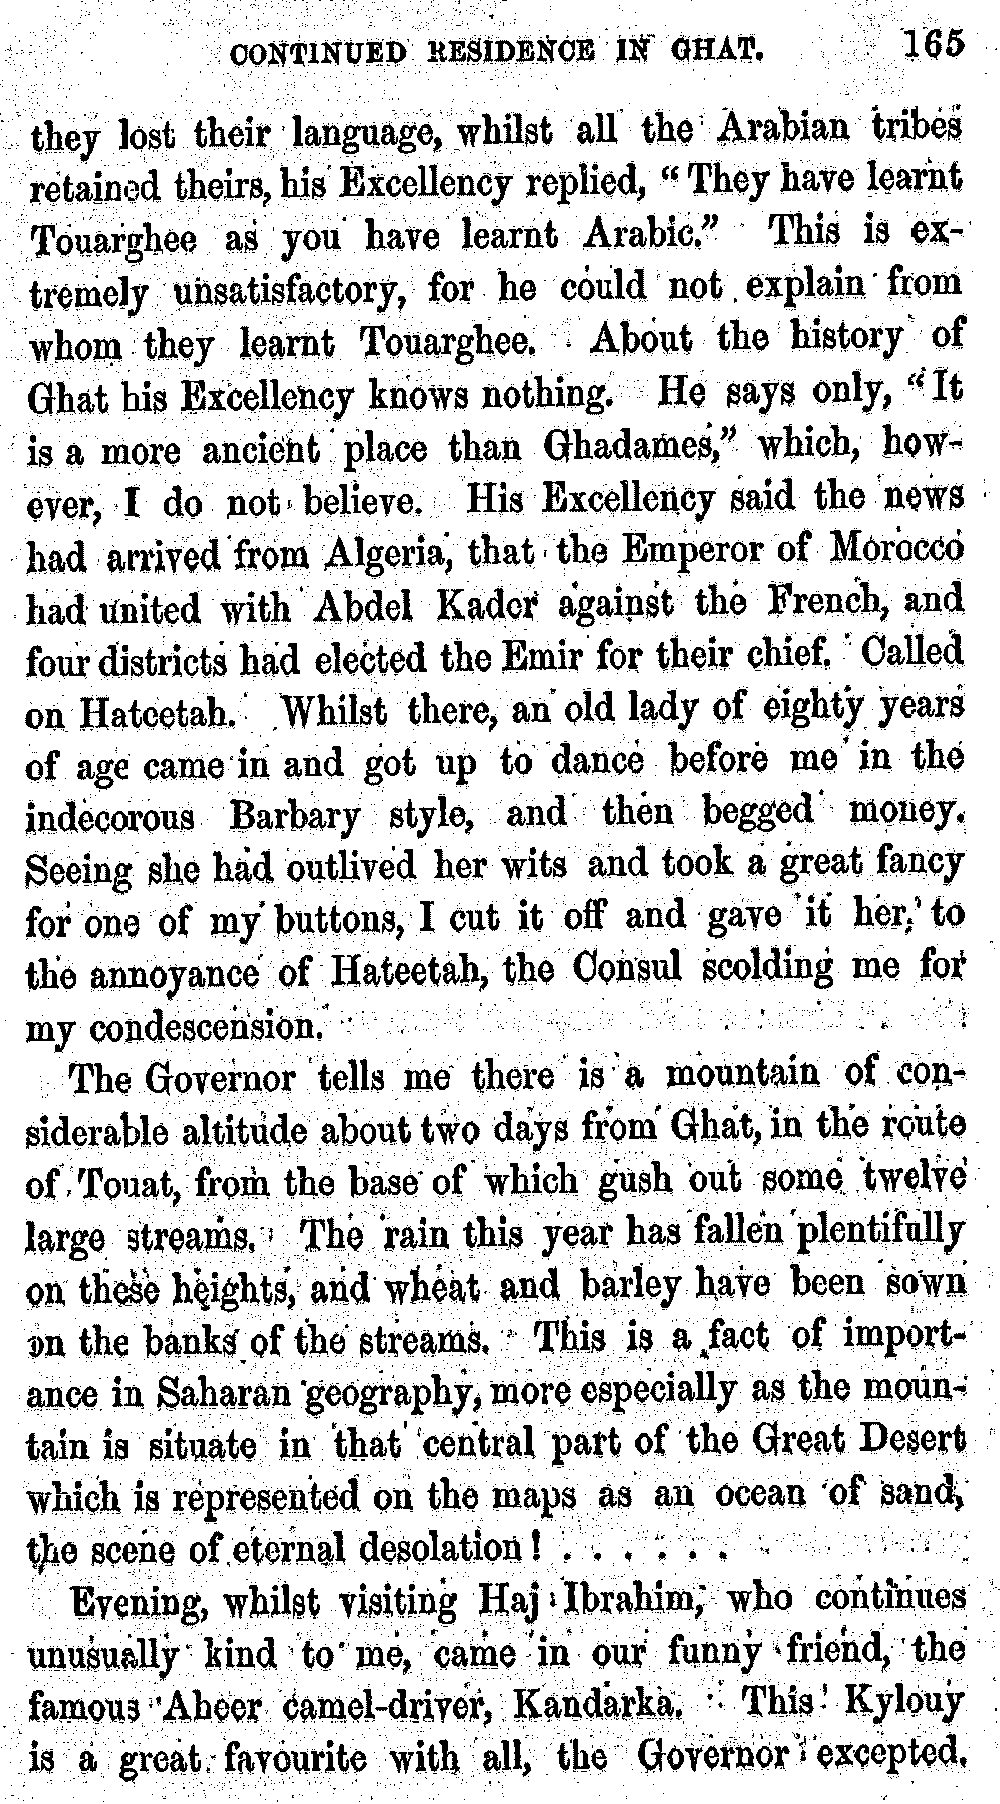 CONTINUED RESIDENCE IN GHAT. 165
they lost their language, whilst all the Arabian tribes
retained theirs, his Excellency replied, “They have learnt
Touarghee as you have learnt Arabic.” This is ex-
tremely unsatisfactory, for he could not explain from
whom they learnt Touarghee. About the history of
Ghat his Excellency knows nothing. He says only, “It
is a more ancient place than Ghadames,” which, how-
ever, I do not believe. His Excellency said the news
had arrived from Algeria, that the Emperor of Morocco
had united with Abdel Kader against the French, and
four districts had elected the Emir for their chief. Called
on Hateetah. Whilst there, an old lady of eighty years
of age came in and got up to dance before me in the
indecorous Barbary style, and then begged money.
Seeing she had outlived her wits and took a great fancy
for one of my buttons, I cut it off and gave it her, to
the annoyance of Hateetah, the Consul scolding me for
my condescension.
The Governor tells me there is a mountain of con-
siderable altitude about two days from Ghat, in the route
of Touat, from the base of which gush out some twelve
large streams. The rain this year has fallen plentifully
on these heights, and wheat and barley have been sown
on the banks of the streams. This is a fact of import-
ance in Saharan geography, more especially as the moun-
tain is situate in that central part of the Great Desert
which is represented on the maps as an ocean of sand,
the scene of eternal desolation! . . . . . .
Evening, whilst visiting Haj Ibrahim, who continues
unusually kind to me, came in our funny friend, the
famous Aheer camel-driver, Kandarka. This Kylouy
is a great favourite with all, the Governor excepted.